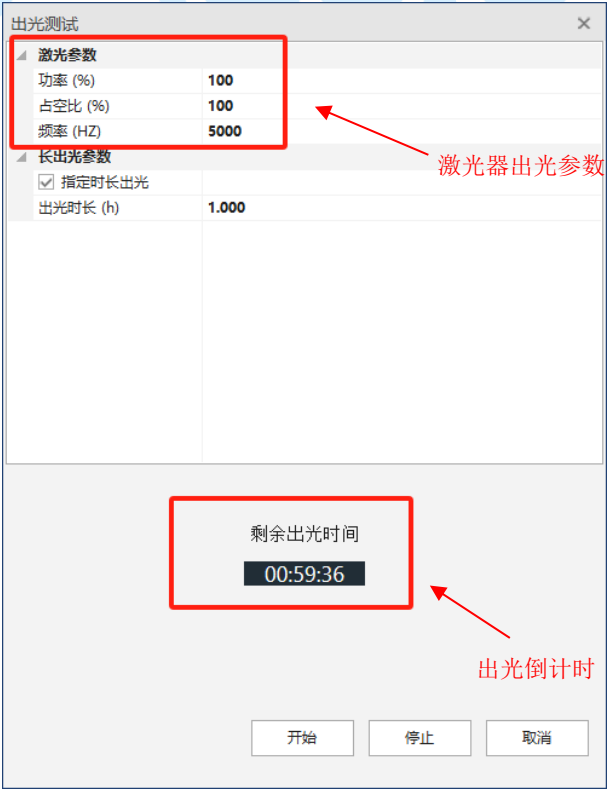 出光测试
激光参数
功率 (%) 100
占空比 (%) 100
频率 (HZ) 5000
激光器出光参数
长出光参数
指定时长出光
出光时长 (h) 1.000
剩余出光时间
00:59:36
出光倒计时
开始 停止 取消